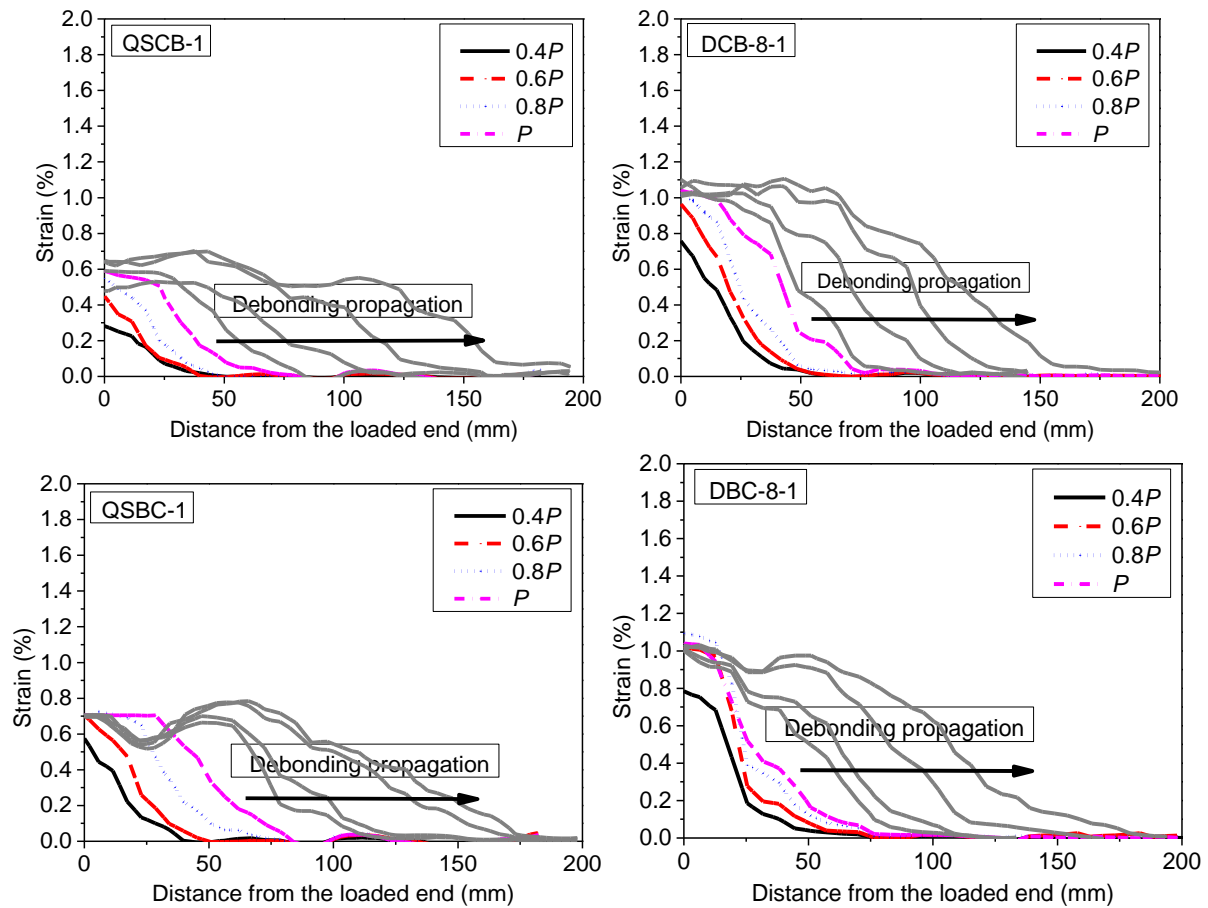 QSCB-1
0.4P
0.6P
0.8P
P
2.0
1.8
1.6
1.4
1.2
1.0
0.8
0.6
0.4
0.2
0.0
Strain (%)
Debonding propagation
0 50 100 150 200
Distance from the loaded end (mm)
DCB-8-1
0.4P
0.6P
0.8P
P
2.0
1.8
1.6
1.4
1.2
1.0
0.8
0.6
0.4
0.2
0.0
Strain (%)
Debonding propagation
0 50 100 150 200
Distance from the loaded end (mm)
QSBC-1
0.4P
0.6P
0.8P
P
2.0
1.8
1.6
1.4
1.2
1.0
0.8
0.6
0.4
0.2
0.0
Strain (%)
Debonding propagation
0 50 100 150 200
Distance from the loaded end (mm)
DBC-8-1
0.4P
0.6P
0.8P
P
2.0
1.8
1.6
1.4
1.2
1.0
0.8
0.6
0.4
0.2
0.0
Strain (%)
Debonding propagation
0 50 100 150 200
Distance from the loaded end (mm)